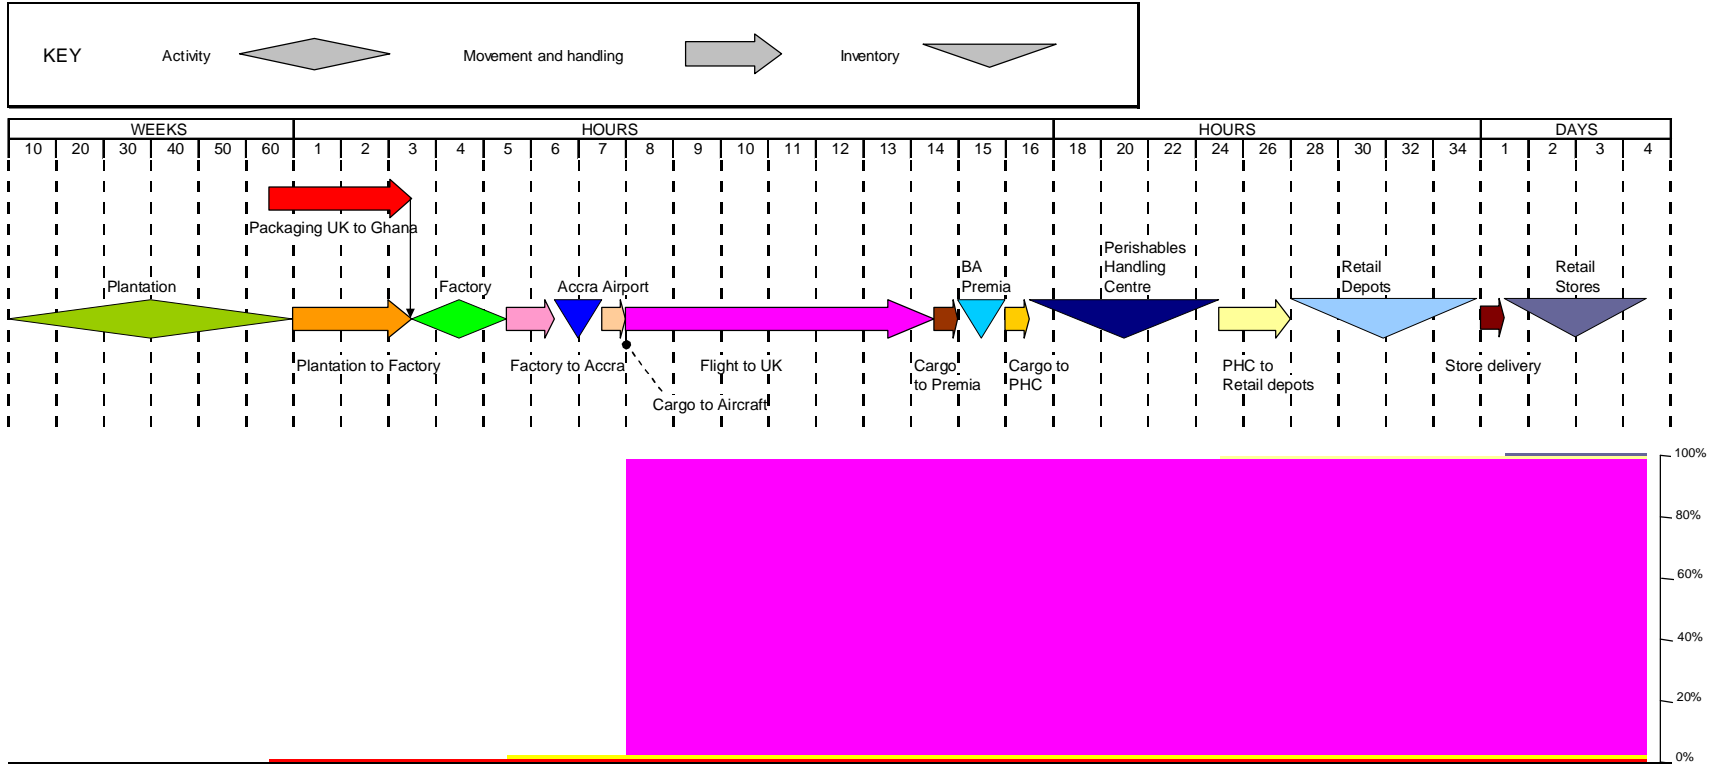 KEY Activity Movement and handling Inventory
WEEKS HOURS HOURS DAYS
10 20 30 40 50 60 1 2 3 4 5 6 7 8 9 10 11 12 13 14 15 16 18 20 22 24 26 28 30 32 34 1 2 3 4
Packaging UK to Ghana
Plantation
Factory
Accra Airport
BA
Premia
Perishables
Handling
Centre
Retail
Depots
Retail
Stores
Plantation to Factory
Factory to Accra
Cargo to Aircraft
Flight to UK
Cargo
to Premia
Cargo to
PHC
PHC to
Retail depots
Store delivery
100%
80%
60%
40%
20%
0%